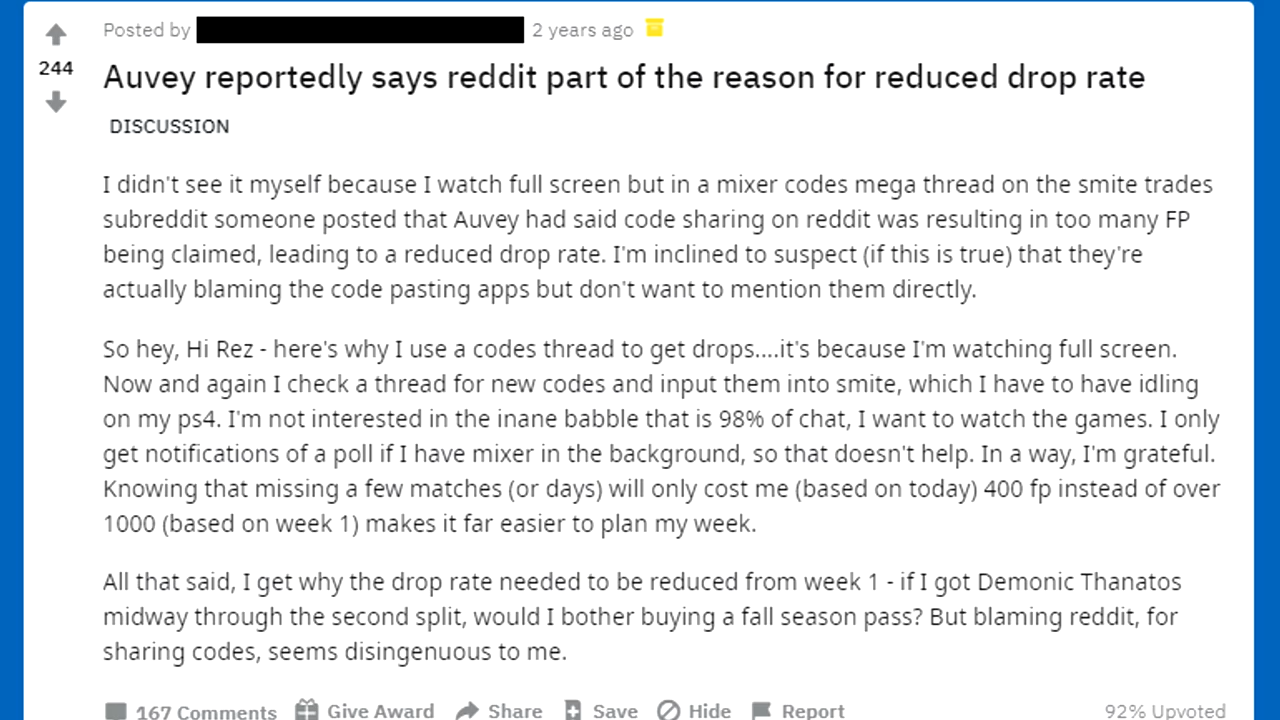 Posted by 2 years ago
244
Auvey reportedly says reddit part of the reason for reduced drop rate
DISCUSSION
I didn't see it myself because I watch full screen but in a mixer codes mega thread on the smite trades
subreddit someone posted that Auvey had said code sharing on reddit was resulting in too many FP
being claimed, leading to a reduced drop rate. I'm inclined to suspect (if this is true) that they're
actually blaming the code pasting apps but don't want to mention them directly.
So hey, Hi Rez - here's why I use a codes thread to get drops....it's because I'm watching full screen.
Now and again I check a thread for new codes and input them into smite, which I have to have idling
on my ps4. I'm not interested in the inane babble that is 98% of chat, I want to watch the games. I only
get notifications of a poll if I have mixer in the background, so that doesn't help. In a way, I'm grateful.
Knowing that missing a few matches (or days) will only cost me (based on today) 400 fp instead of over
1000 (based on week 1) makes it far easier to plan my week.
All that said, I get why the drop rate needed to be reduced from week 1 - if I got Demonic Thanatos
midway through the second split, would I bother buying a fall season pass? But blaming reddit, for
sharing codes, seems disingenuous to me.
167 Comments Give Award Share Save Hide Report 92% Upvoted